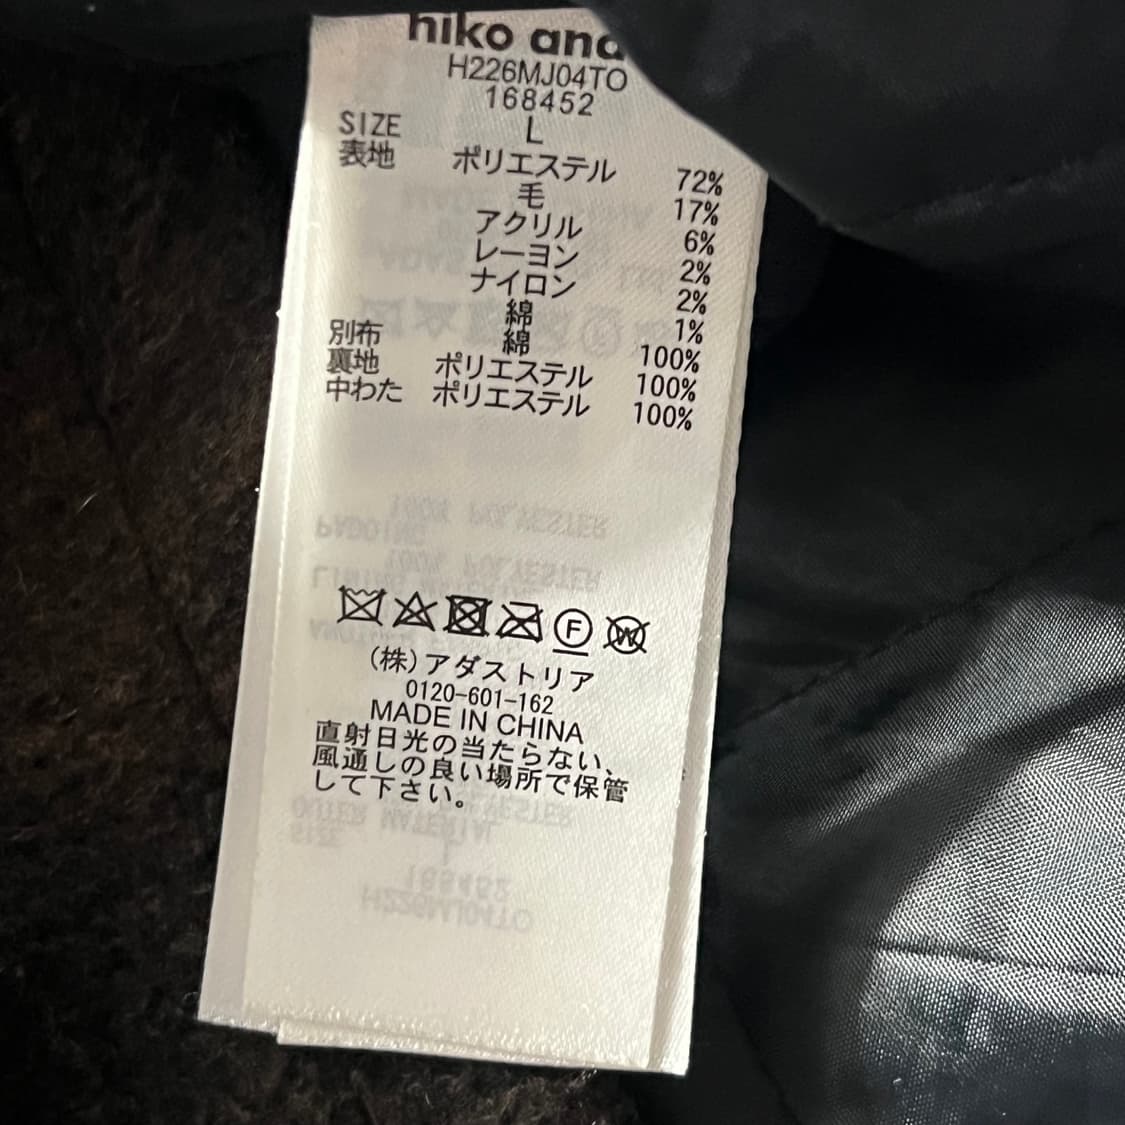 niko and
H226MJ04TO
168452
SIZE L
表地 ポリエステル 72%
毛 17%
アクリル 6%
レーヨン 2%
ナイロン 2%
綿 1%
別布 綿 100%
裏地 ポリエステル 100%
中わた ポリエステル 100%
F W
(株)アダストリア
0120-601-162
MADE IN CHINA
直射日光の当たらない、
風通しの良い場所で保管
して下さい。